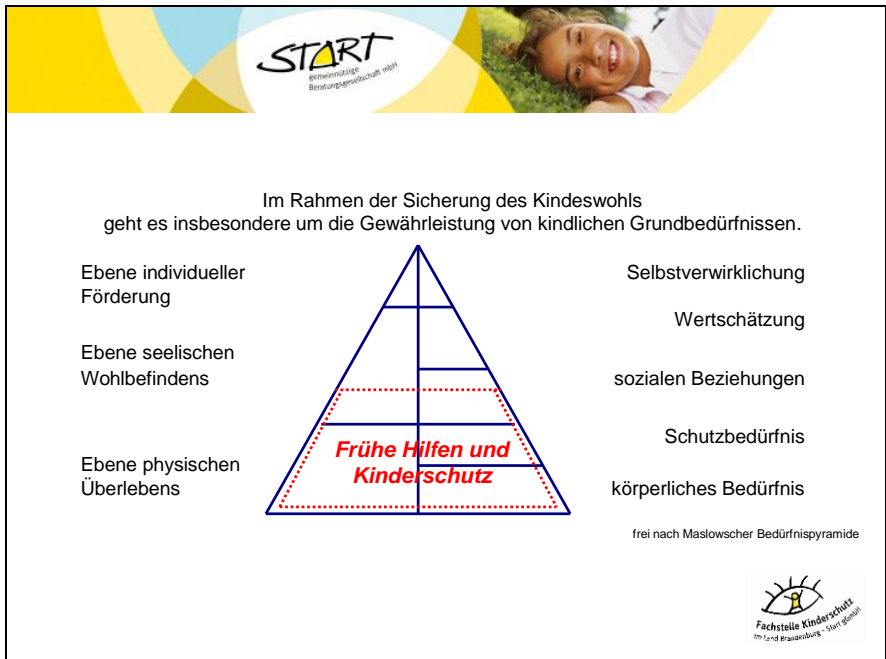 START
gemeinnützige
Beratungsgesellschaft mbH
Im Rahmen der Sicherung des Kindeswohls
geht es insbesondere um die Gewährleistung von kindlichen Grundbedürfnissen.
Ebene individueller
Förderung
Selbstverwirklichung
Wertschätzung
Ebene seelischen
Wohlbefindens
sozialen Beziehungen
Schutzbedürfnis
Frühe Hilfen und
Kinderschutz
Ebene physischen
Überlebens
körperliches Bedürfnis
frei nach Maslowscher Bedürfnispyramide
Fachstelle Kinderschutz
im Land Brandenburg - Start gGmbH